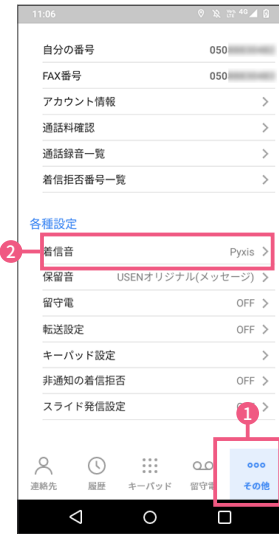 11:06 4G
自分の番号 050
FAX番号 050
アカウント情報
通話料確認
通話録音一覧
着信拒否番号一覧
各種設定
2
着信音 Pyxis
保留音 USENオリジナル(メッセージ)
留守電 OFF
転送設定 OFF
キーパッド設定
非通知の着信拒否 OFF
スライド発信設定
1
連絡先 履歴 キーパッド 留守電 その他